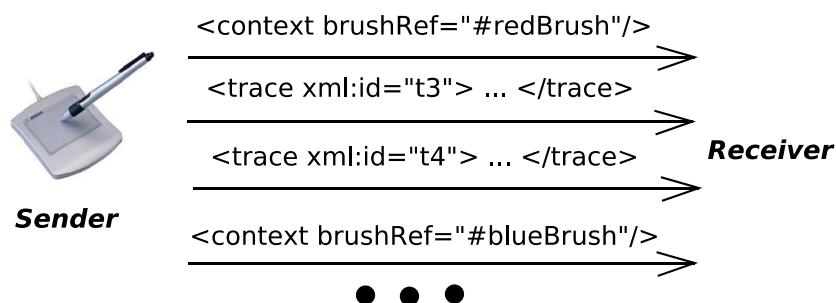 <context brushRef="#redBrush"/>
<trace xml:id="t3"> ... </trace>
<trace xml:id="t4"> ... </trace>
Receiver
Sender
<context brushRef="#blueBrush"/>